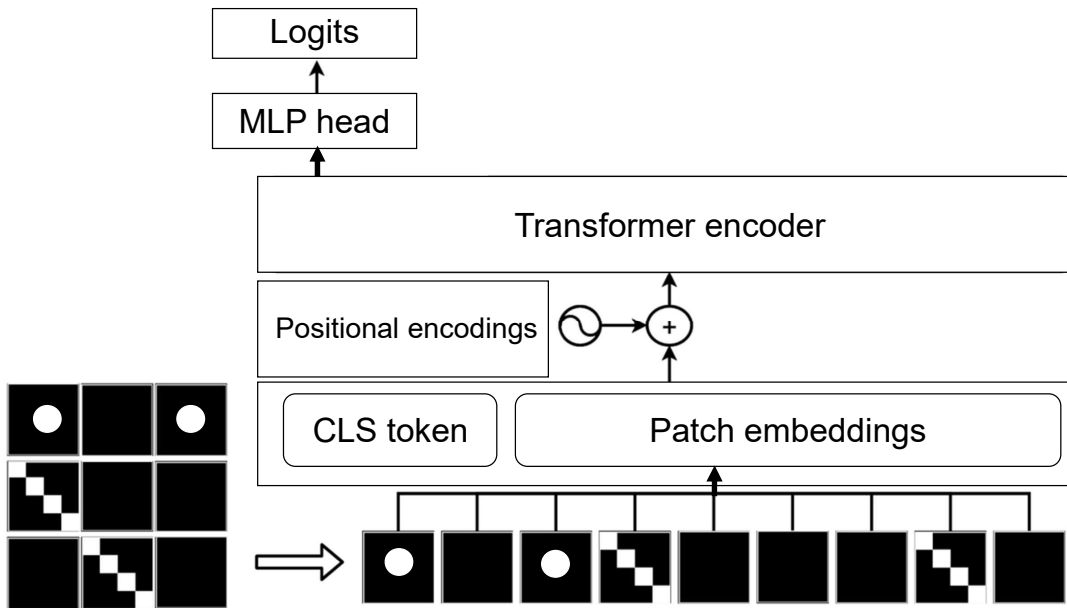 Logits
MLP head
Transformer encoder
Positional encodings
+
CLS token
Patch embeddings